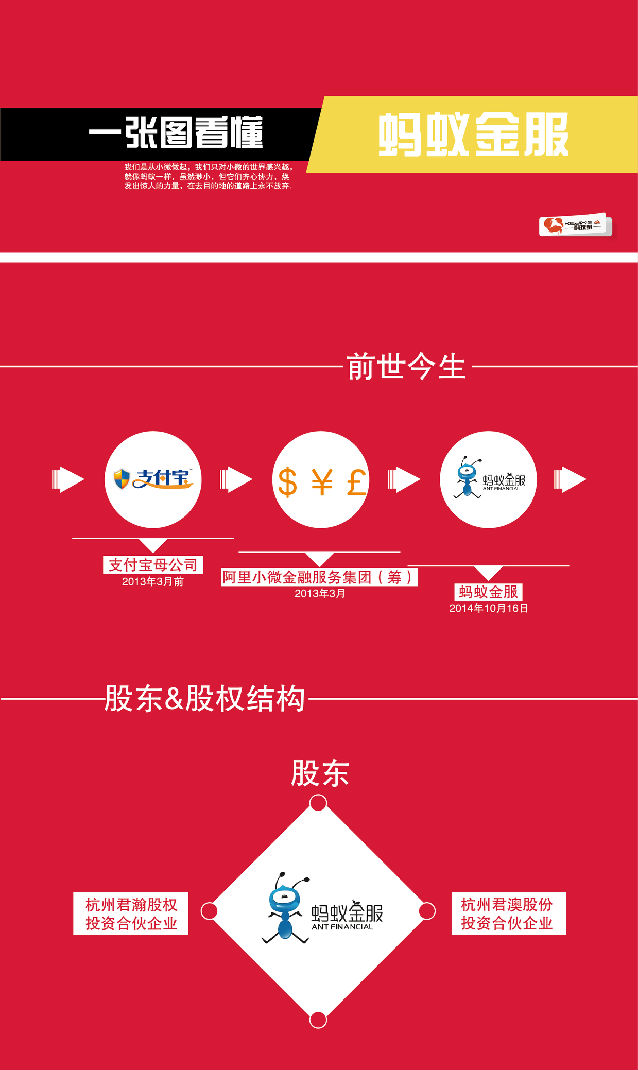 一张图看懂
蚂蚁金服
我们是从小微做起，我们只对小微的世界感兴趣，
就像蚂蚁一样，虽然渺小，但它们齐心协力，焕
发出惊人的力量，在去目的地的道路上永不放弃.
前世今生
支付宝
$ ¥ £
蚂蚁金服
ANT FINANCIAL
支付宝母公司
2013年3月前
阿里小微金融服务集团（筹）
2013年3月
蚂蚁金服
2014年10月16日
股东&股权结构
股东
杭州君瀚股权
投资合伙企业
蚂蚁金服
ANT FINANCIAL
杭州君澳股份
投资合伙企业